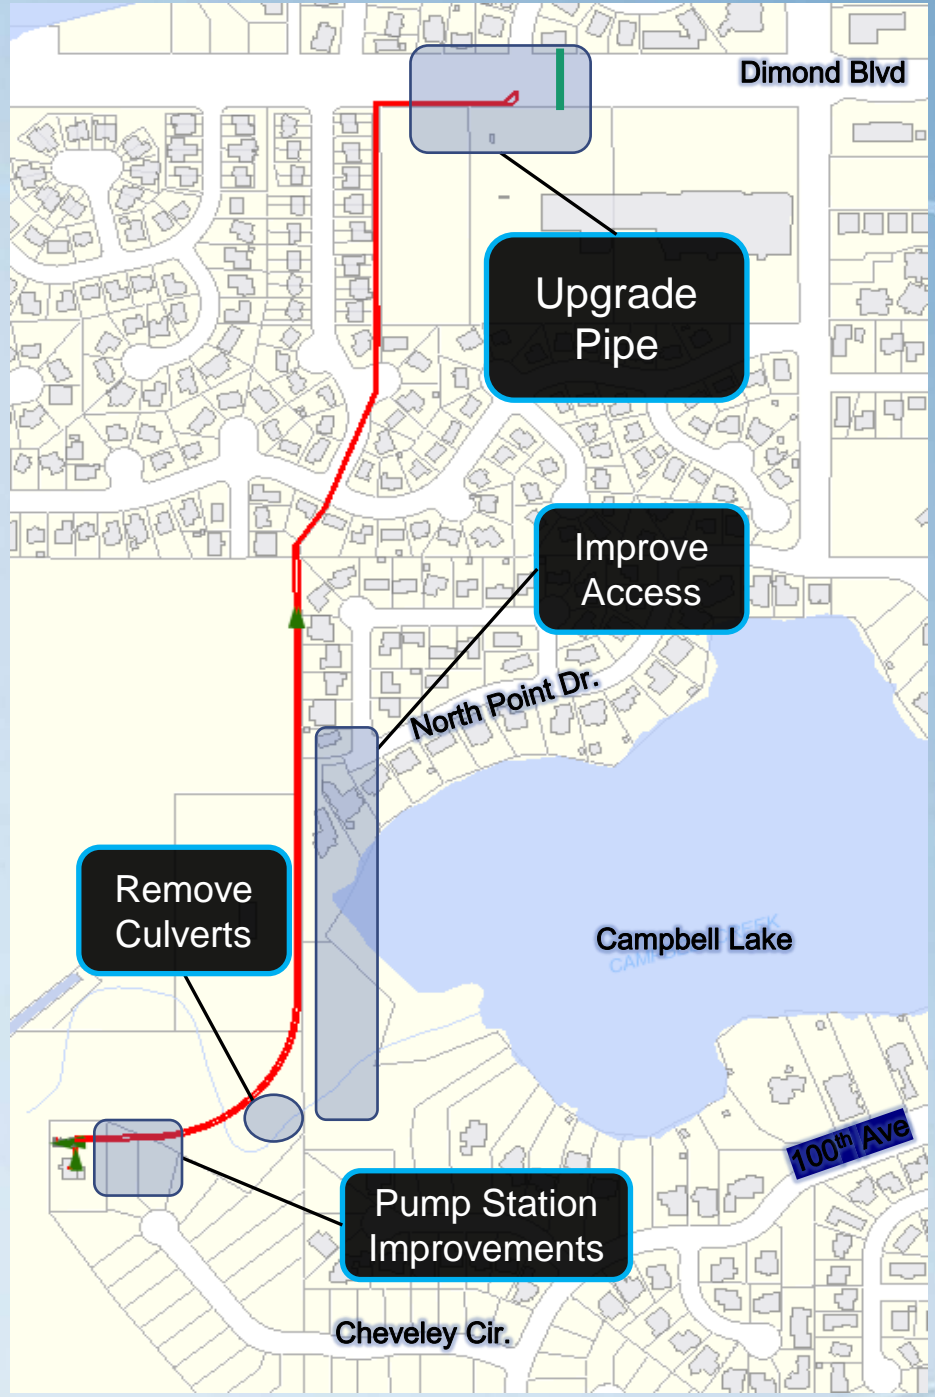 Dimond Blvd
Upgrade
Pipe
Improve
Access
North Point Dr.
Remove
Culverts
Campbell Lake
100th Ave
Pump Station
Improvements
Cheveley Cir.